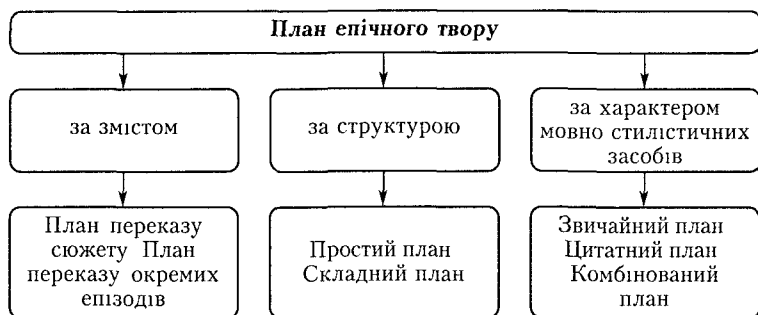 План епічного твору
за змістом
за структурою
за характером
мовно стилістичних
засобів
План переказу
сюжету План
переказу окремих
епізодів
Простий план
Складний план
Звичайний план
Цитатний план
Комбінований
план